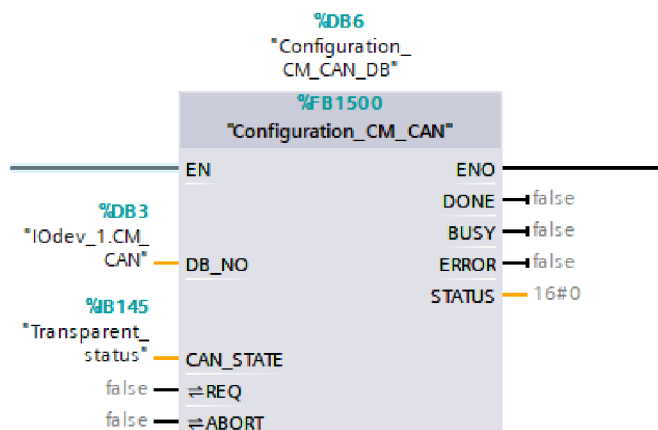 %DB6
"Configuration_
CM_CAN_DB"
%FB1500
"Configuration_CM_CAN"
EN
ENO
DONE
false
BUSY
false
%DB3
"IOdev_1.CM_
CAN"
DB_NO
ERROR
false
STATUS
16#0
%IB145
"Transparent_
status"
CAN_STATE
false
⇌REQ
false
⇌ABORT